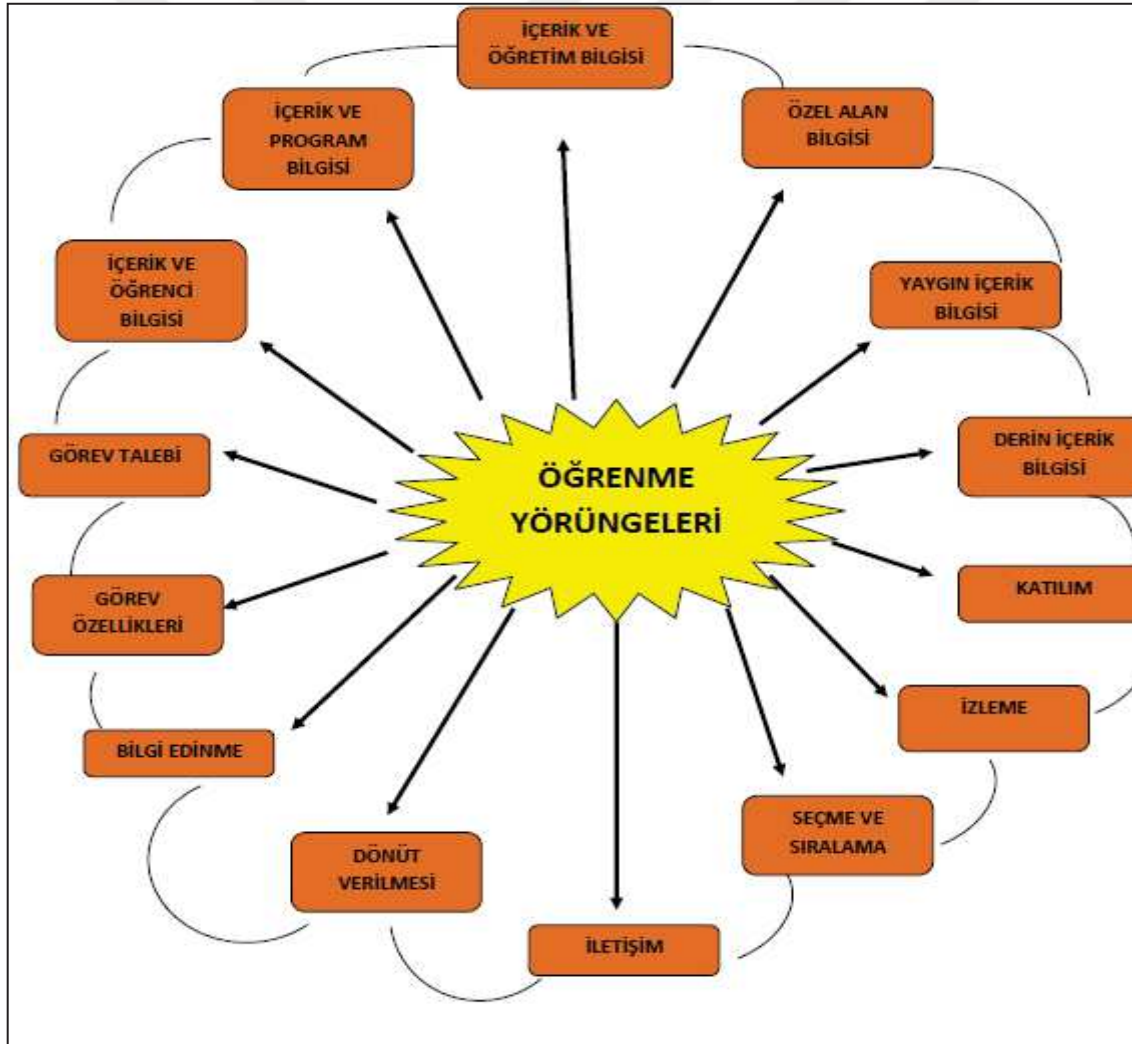 İÇERİK VE
ÖĞRETİM BİLGİSİ
ÖZEL ALAN
BİLGİSİ
YAYGIN İÇERİK
BİLGİSİ
DERİN İÇERİK
BİLGİSİ
KATILIM
İZLEME
SEÇME VE
SIRALAMA
İLETİŞİM
DÖNÜT
VERİLMESİ
BİLGİ EDİNME
GÖREV
ÖZELLİKLERİ
GÖREV TALEBİ
İÇERİK VE
ÖĞRENCİ
BİLGİSİ
İÇERİK VE
PROGRAM
BİLGİSİ
ÖĞRENME
YÖRÜNGELERİ